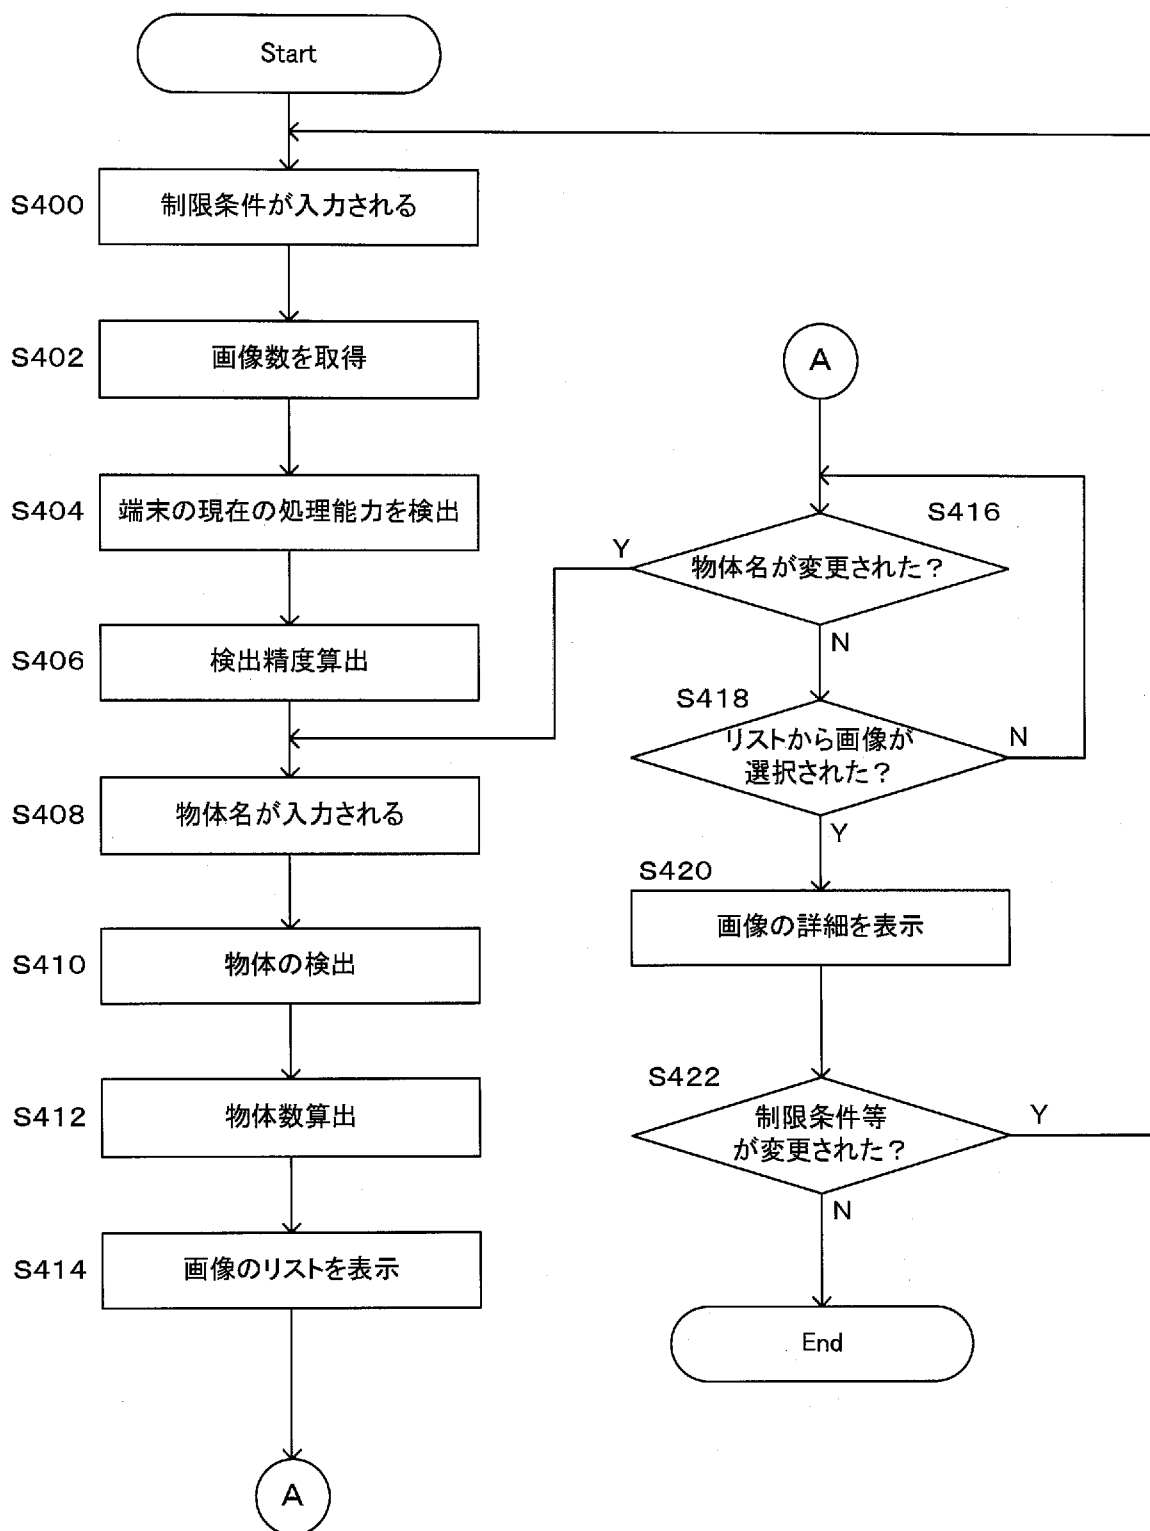 Start
S400
制限条件が入力される
S402
画像数を取得
S404
端末の現在の処理能力を検出
S406
検出精度算出
S408
物体名が入力される
S410
物体の検出
S412
物体数算出
S414
画像のリストを表示
A
A
S416
物体名が変更された?
Y
N
S418
リストから画像が
選択された?
N
Y
S420
画像の詳細を表示
S422
制限条件等
が変更された?
Y
N
End